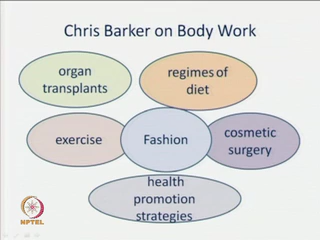 Chris Barker on Body Work
organ
transplants
regimes of
diet
exercise
Fashion
cosmetic
surgery
health
promotion
strategies
NPTEL